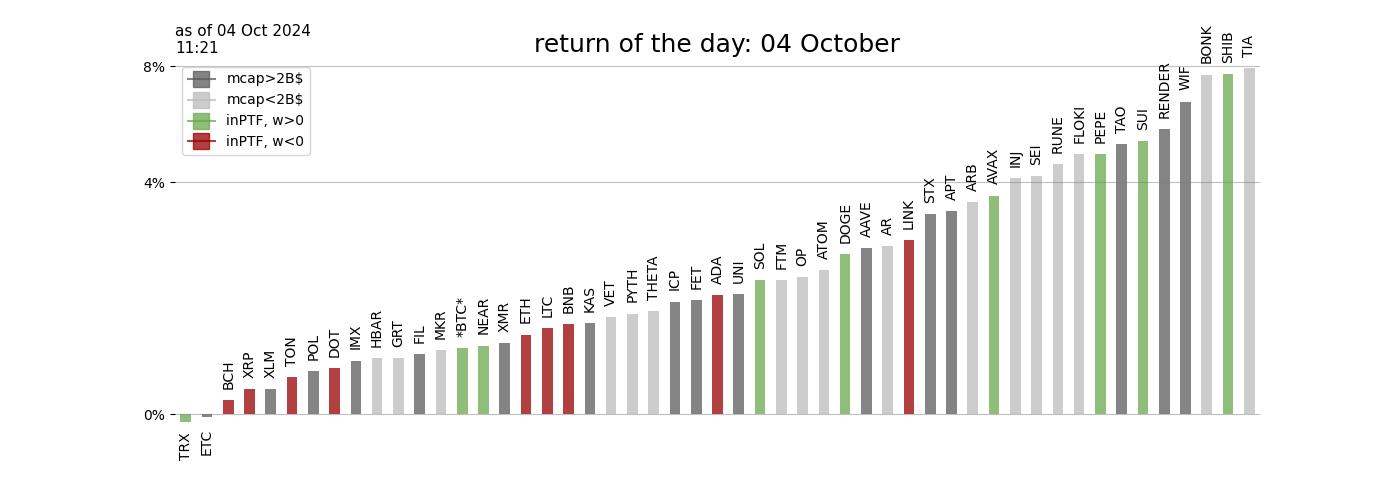 as of 04 Oct 2024
11:21
return of the day: 04 October
8%
4%
0%
mcap>2B$
mcap<2B$
inPTF, w>0
inPTF, w<0
TRX
ETC
BCH
XRP
XLM
TON
POL
DOT
IMX
HBAR
GRT
FIL
MKR
*BTC*
NEAR
XMR
ETH
LTC
BNB
KAS
VET
PYTH
THETA
ICP
FET
ADA
UNI
SOL
FTM
OP
ATOM
DOGE
AAVE
AR
LINK
STX
APT
ARB
AVAX
INJ
SEI
RUNE
FLOKI
PEPE
TAO
SUI
RENDER
WIF
BONK
SHIB
TIA